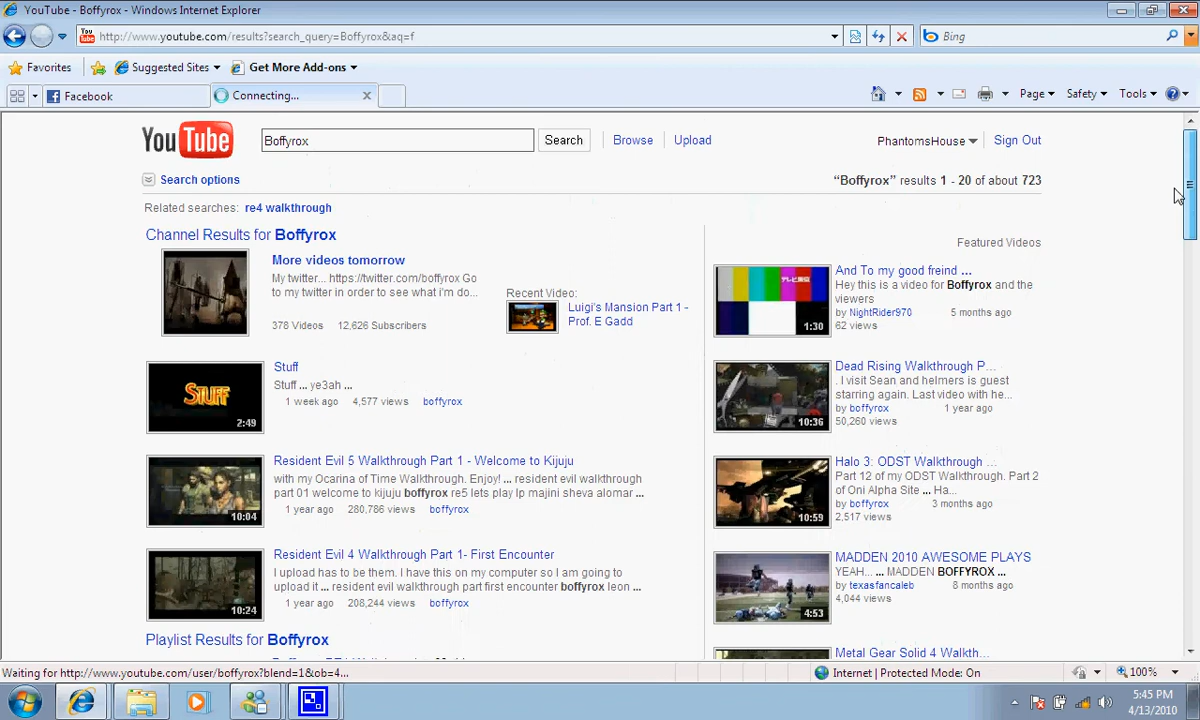 YouTube - Boffyrox - Windows Internet Explorer
http://www.youtube.com/results?search_query=Boffyrox&aq=f
Bing
Favorites
Suggested Sites
Get More Add-ons
Facebook
Connecting...
Page
Safety
Tools
You Tube
Boffyrox
Search
Browse
Upload
PhantomsHouse
Sign Out
Search options
“Boffyrox” results 1 - 20 of about 723
Related searches: re4 walkthrough
Channel Results for Boffyrox
More videos tomorrow
My twitter... https://twitter.com/boffyrox Go
to my twitter in order to see what i'm do...
378 Videos 12,626 Subscribers
Recent Video:
Luigi's Mansion Part 1 -
Prof. E Gadd
STUFF
2:49
Stuff
Stuff ... ye3ah ...
1 week ago 4,577 views boffyrox
10:04
Resident Evil 5 Walkthrough Part 1 - Welcome to Kijuju
with my Ocarina of Time Walkthrough. Enjoy! ... resident evil walkthrough
part 01 welcome to kijuju boffyrox re5 lets play lp majini sheva alomar ...
1 year ago 280,786 views boffyrox
10:24
Resident Evil 4 Walkthrough Part 1- First Encounter
I upload has to be them. I have this on my computer so I am going to
upload it ... resident evil walkthrough part first encounter boffyrox leon ...
1 year ago 208,244 views boffyrox
Playlist Results for Boffyrox
Featured Videos
1:30
And To my good freind ...
Hey this is a video for Boffyrox and the
viewers
by NightRider970 5 months ago
62 views
10:36
Dead Rising Walkthrough P...
. I visit Sean and helmers is guest
starring again. Last video with he...
by boffyrox 1 year ago
50,260 views
10:59
Halo 3: ODST Walkthrough ...
Part 12 of my ODST Walkthrough. Part 2
of Oni Alpha Site ... Ha...
by boffyrox 3 months ago
2,517 views
4:53
MADDEN 2010 AWESOME PLAYS
YEAH... ... MADDEN BOFFYROX ...
by texasfancaleb 8 months ago
4,044 views
Metal Gear Solid 4 Walkth...
Waiting for http://www.youtube.com/user/boffyrox?blend=1&ob=4...
Internet | Protected Mode: On
100%
5:45 PM
4/13/2010